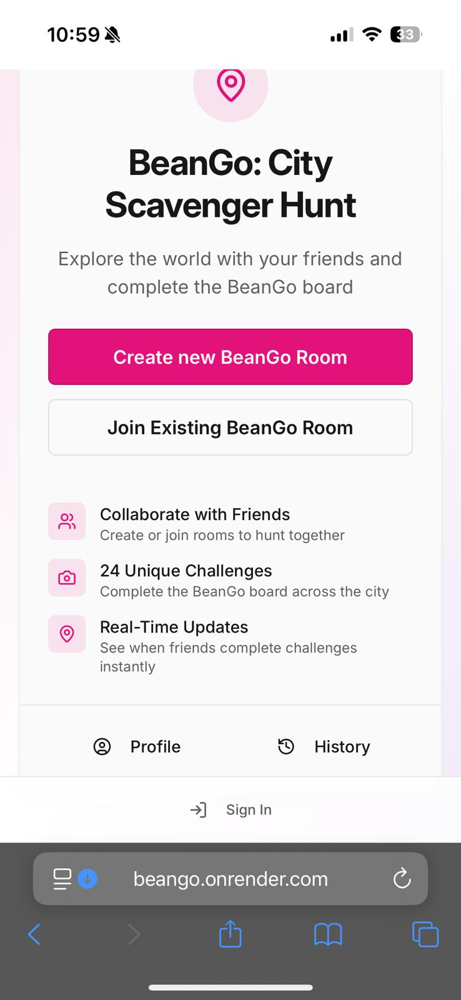 10:59
33
BeanGo: City
Scavenger Hunt
Explore the world with your friends and
complete the BeanGo board
Create new BeanGo Room
Join Existing BeanGo Room
Collaborate with Friends
Create or join rooms to hunt together
24 Unique Challenges
Complete the BeanGo board across the city
Real-Time Updates
See when friends complete challenges
instantly
Profile
History
Sign In
beango.onrender.com